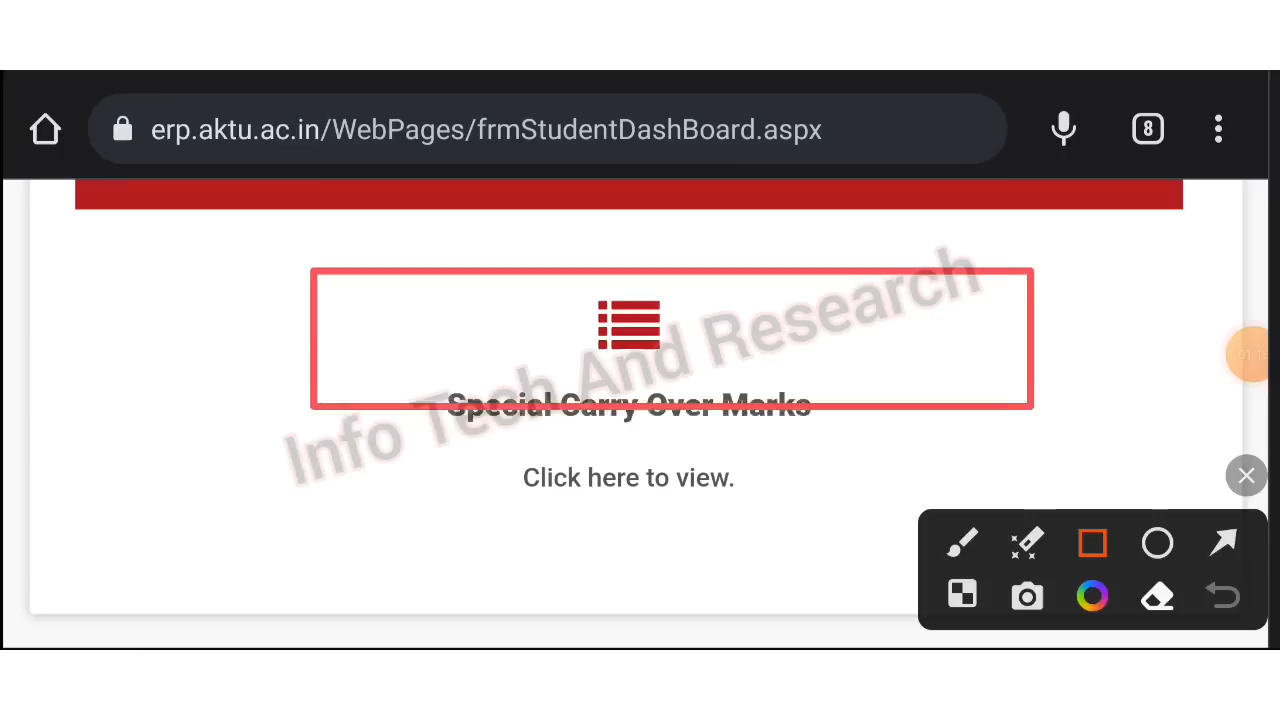 erp.aktu.ac.in/WebPages/frmStudentDashBoard.aspx
8
Info Tech And Research
Special Carry Over Marks
Click here to view.